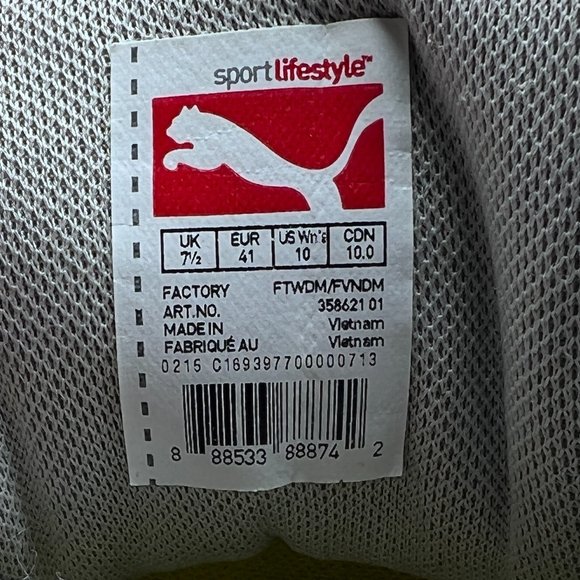 sportlifestyle™
UK EUR US Wn's CDN
7½ 41 10 10.0
FACTORY FTWDM/FVNDM
ART.NO. 358621 01
MADE IN Vietnam
FABRIQUÉ AU Vietnam
0215 C169397700000713
8 88533 88874 2